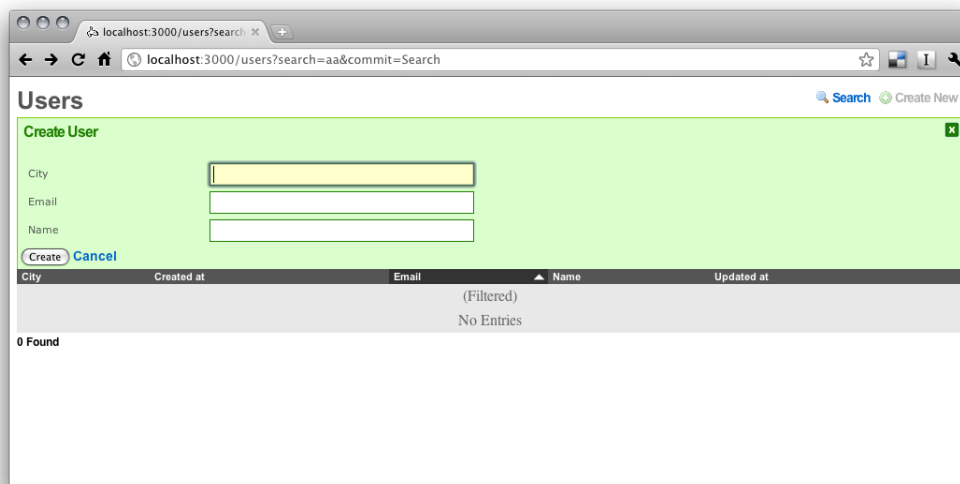 localhost:3000/users?search
localhost:3000/users?search=aa&commit=Search
Users
Search Create New
Create User
City
Email
Name
Create Cancel
City Created at Email Name Updated at
(Filtered)
No Entries
0 Found